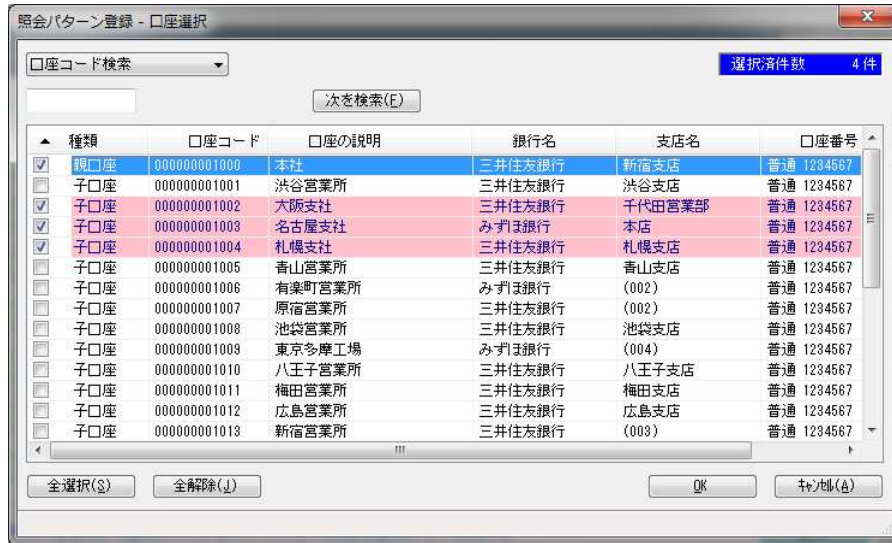 照会パターン登録 - 口座選択
口座コード検索
選択済件数 4件
次を検索(F)
種類 口座コード 口座の説明 銀行名 支店名 口座番号
親口座 000000001000 本社 三井住友銀行 新宿支店 普通 1234567
子口座 000000001001 渋谷営業所 三井住友銀行 渋谷支店 普通 1234567
子口座 000000001002 大阪支社 三井住友銀行 千代田営業部 普通 1234567
子口座 000000001003 名古屋支社 みずほ銀行 本店 普通 1234567
子口座 000000001004 札幌支社 三井住友銀行 札幌支店 普通 1234567
子口座 000000001005 青山営業所 三井住友銀行 青山支店 普通 1234567
子口座 000000001006 有楽町営業所 みずほ銀行 (002) 普通 1234567
子口座 000000001007 原宿営業所 三井住友銀行 (002) 普通 1234567
子口座 000000001008 池袋営業所 三井住友銀行 池袋支店 普通 1234567
子口座 000000001009 東京多摩工場 みずほ銀行 (004) 普通 1234567
子口座 000000001010 八王子営業所 三井住友銀行 八王子支店 普通 1234567
子口座 000000001011 梅田営業所 三井住友銀行 梅田支店 普通 1234567
子口座 000000001012 広島営業所 三井住友銀行 広島支店 普通 1234567
子口座 000000001013 新宿営業所 三井住友銀行 (003) 普通 1234567
全選択(S) 全解除(J) OK ｷｬﾝｾﾙ(A)